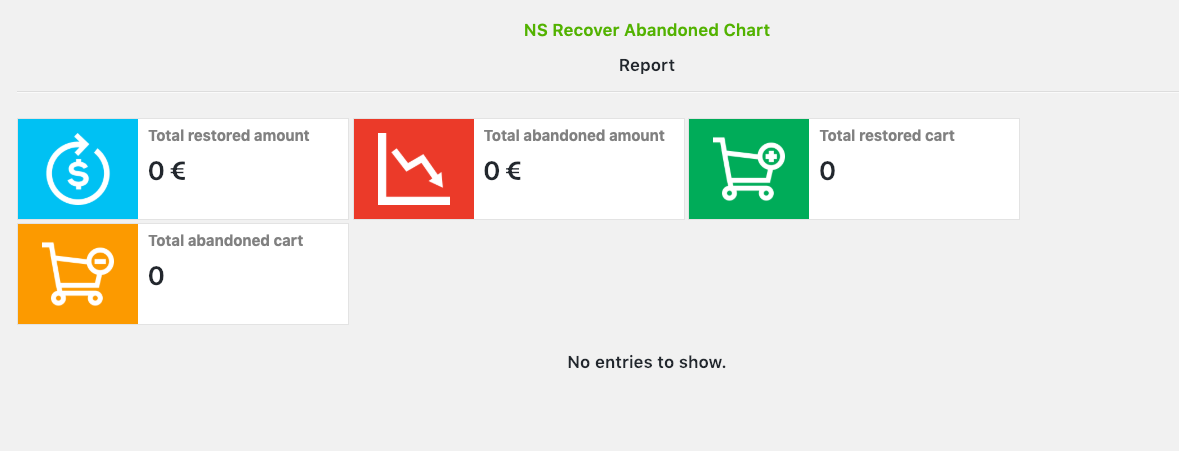 NS Recover Abandoned Chart
Report
Total restored amount
0 €
Total abandoned amount
0 €
Total restored cart
0
Total abandoned cart
0
No entries to show.